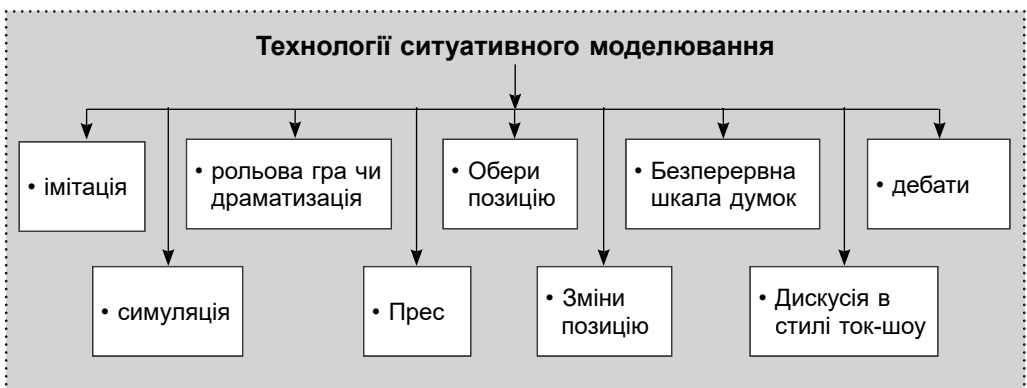 Технології ситуативного моделювання
• імітація
• рольова гра чи
драматизація
• Обери
позицію
• Безперервна
шкала думок
• дебати
• симуляція
• Прес
• Зміни
позицію
• Дискусія в
стилі ток-шоу